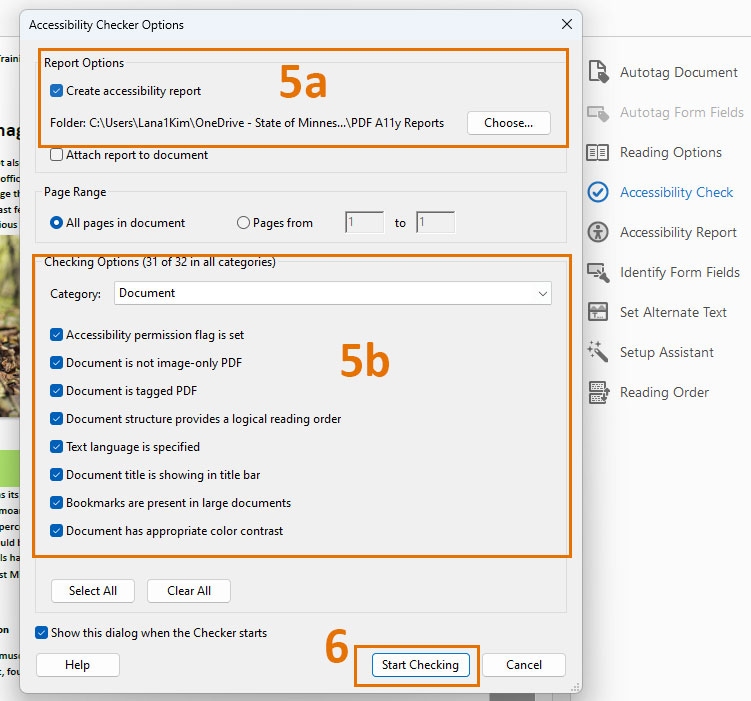 Accessibility Checker Options
Report Options
5a
Create accessibility report
Folder: C:\Users\Lana1Kim\OneDrive - State of Minnes...\PDF A11y Reports
Choose...
Attach report to document
Page Range
All pages in document
Pages from
1
to
1
Checking Options (31 of 32 in all categories)
Category:
Document
5b
Accessibility permission flag is set
Document is not image-only PDF
Document is tagged PDF
Document structure provides a logical reading order
Text language is specified
Document title is showing in title bar
Bookmarks are present in large documents
Document has appropriate color contrast
Select All
Clear All
Show this dialog when the Checker starts
6
Help
Start Checking
Cancel
Autotag Document
Autotag Form Fields
Reading Options
Accessibility Check
Accessibility Report
Identify Form Fields
Set Alternate Text
Setup Assistant
Reading Order